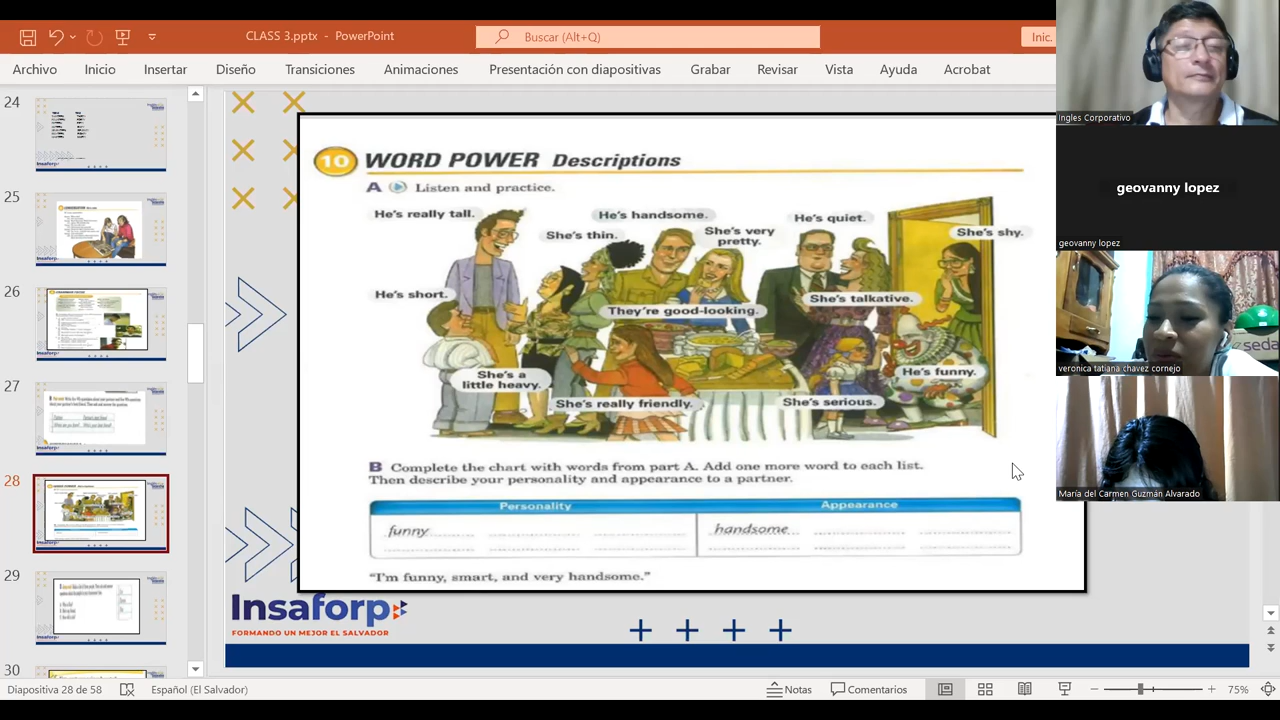 CLASS 3.pptx - PowerPoint
Buscar (Alt+Q)
Inic.
Archivo Inicio Insertar Diseño Transiciones Animaciones Presentación con diapositivas Grabar Revisar Vista Ayuda Acrobat
24
25
26
27
28
29
30
10 WORD POWER Descriptions
A Listen and practice.
He's really tall.
He's handsome.
He's quiet.
She's thin.
She's very
pretty.
She's shy.
He's short.
She's talkative.
They're good-looking.
She's a
little heavy.
He's funny.
She's really friendly.
She's serious.
B Complete the chart with words from part A. Add one more word to each list.
Then describe your personality and appearance to a partner.
Personality Appearance
funny handsome
"I'm funny, smart, and very handsome."
Insaforp
FORMANDO UN MEJOR EL SALVADOR
Ingles Corporativo
geovanny lopez
geovanny lopez
veronica tatiana chavez cornejo
María del Carmen Guzmán Alvarado
Diapositiva 28 de 58 Español (El Salvador) Notas Comentarios 75%